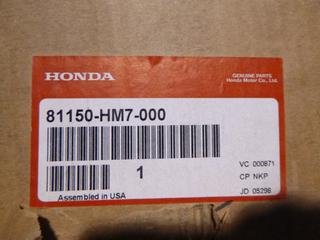 HONDA
GENUINE PARTS
Honda Motor Co., Ltd.
81150-HM7-000
1
VC 000871
CP NKP
JD 05296
Assembled in USA